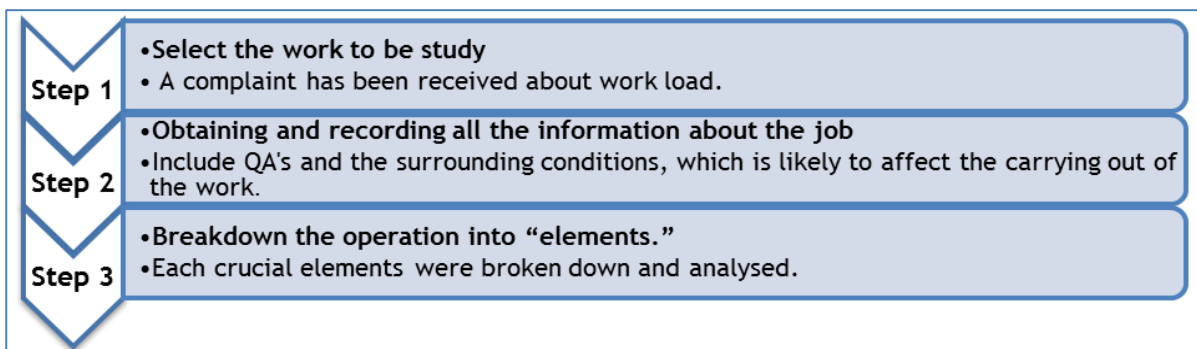 Step 1
•Select the work to be study
• A complaint has been received about work load.
Step 2
•Obtaining and recording all the information about the job
•Include QA's and the surrounding conditions, which is likely to affect the carrying out of
the work.
Step 3
•Breakdown the operation into “elements.”
•Each crucial elements were broken down and analysed.